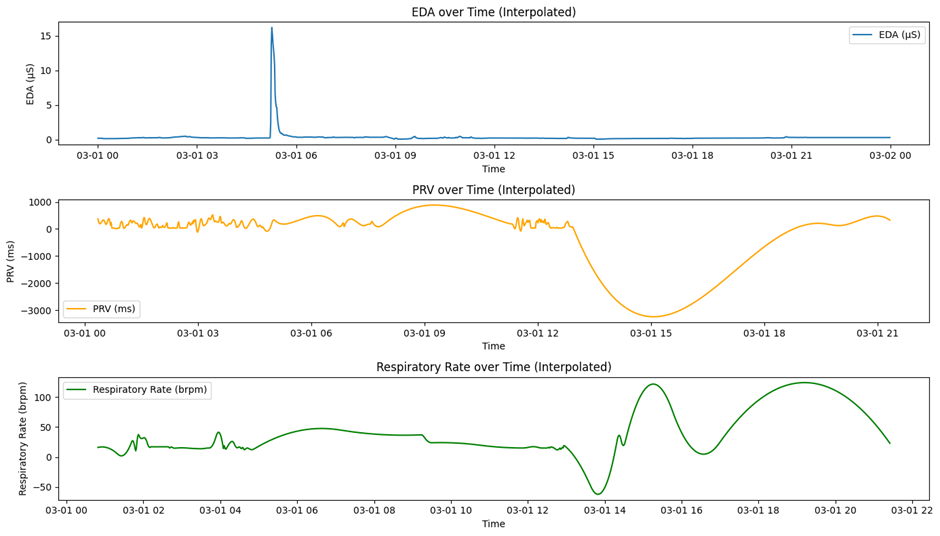 EDA over Time (Interpolated)
EDA (μS)
15
10
5
0
EDA (μS)
03-01 00 03-01 03 03-01 06 03-01 09 03-01 12 03-01 15 03-01 18 03-01 21 03-02 00
Time
PRV over Time (Interpolated)
PRV (ms)
1000
0
−1000
−2000
−3000
PRV (ms)
03-01 00 03-01 03 03-01 06 03-01 09 03-01 12 03-01 15 03-01 18 03-01 21
Time
Respiratory Rate over Time (Interpolated)
Respiratory Rate (brpm)
100
50
0
−50
Respiratory Rate (brpm)
03-01 00 03-01 02 03-01 04 03-01 06 03-01 08 03-01 10 03-01 12 03-01 14 03-01 16 03-01 18 03-01 20 03-01 22
Time